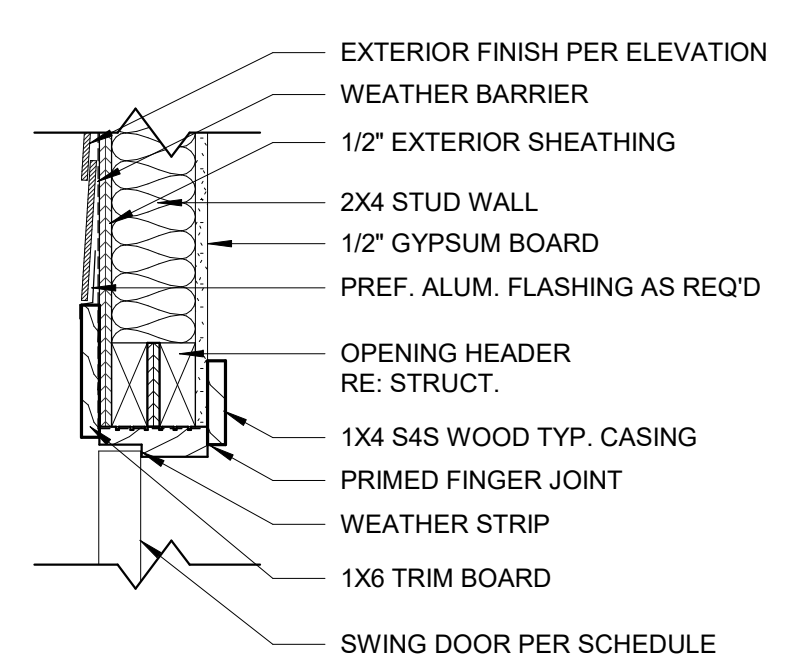 EXTERIOR FINISH PER ELEVATION
WEATHER BARRIER
1/2" EXTERIOR SHEATHING
2X4 STUD WALL
1/2" GYPSUM BOARD
PREF. ALUM. FLASHING AS REQ'D
OPENING HEADER
RE: STRUCT.
1X4 S4S WOOD TYP. CASING
PRIMED FINGER JOINT
WEATHER STRIP
1X6 TRIM BOARD
SWING DOOR PER SCHEDULE